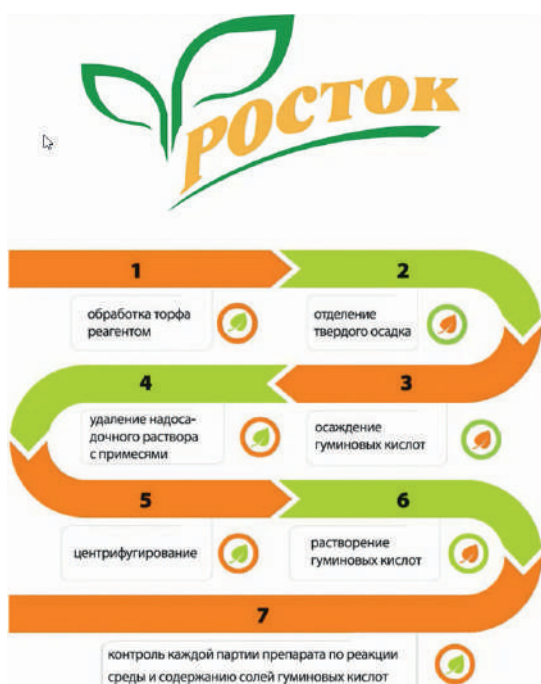 РОСТОК
1
обработка торфа
реагентом
2
отделение
твердого осадка
3
осаждение
гуминовых кислот
4
удаление надоса-
дочного раствора
с примесями
5
центрифугирование
6
растворение
гуминовых кислот
7
контроль каждой партии препарата по реакции
среды и содержанию солей гуминовых кислот